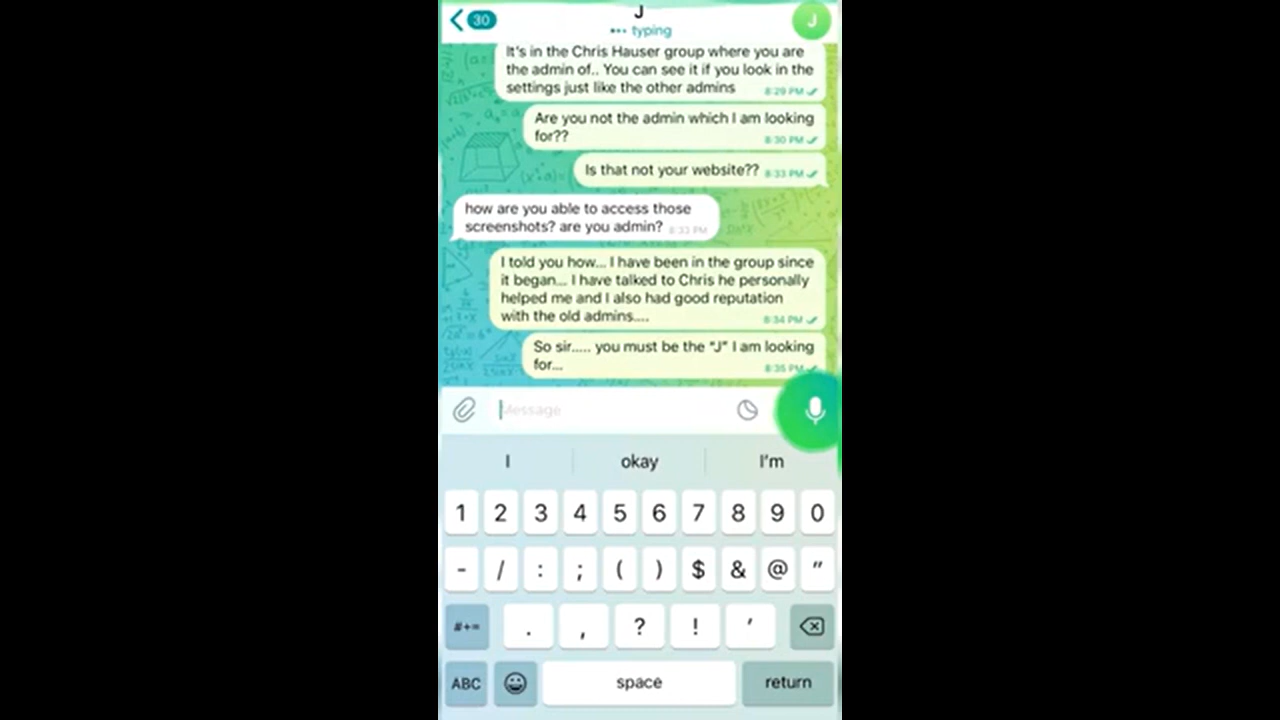 30
J
typing
J
It's in the Chris Hauser group where you are
the admin of.. You can see it if you look in the
settings just like the other admins 8:29 PM
Are you not the admin which I am looking
for?? 8:30 PM
Is that not your website?? 8:33 PM
how are you able to access those
screenshots? are you admin? 8:33 PM
I told you how... I have been in the group since
it began... I have talked to Chris he personally
helped me and I also had good reputation
with the old admins.... 8:34 PM
So sir..... you must be the "J" I am looking
for... 8:35 PM
Message
I okay I'm
1 2 3 4 5 6 7 8 9 0
- / : ; ( ) $ & @ "
#+= . , ? ! '
ABC space return